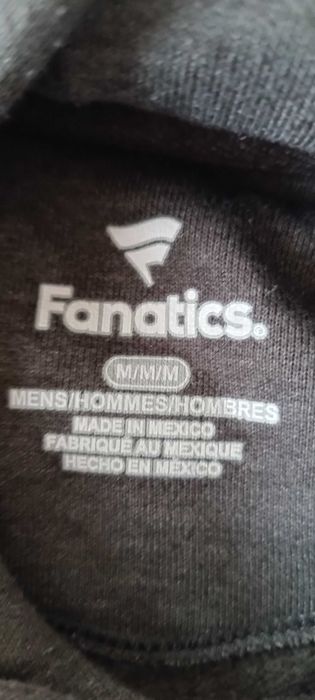 Fanatics.
M/M/M
MENS/HOMMES/HOMBRES
MADE IN MEXICO
FABRIQUÉ AU MEXIQUE
HECHO EN MÉXICO